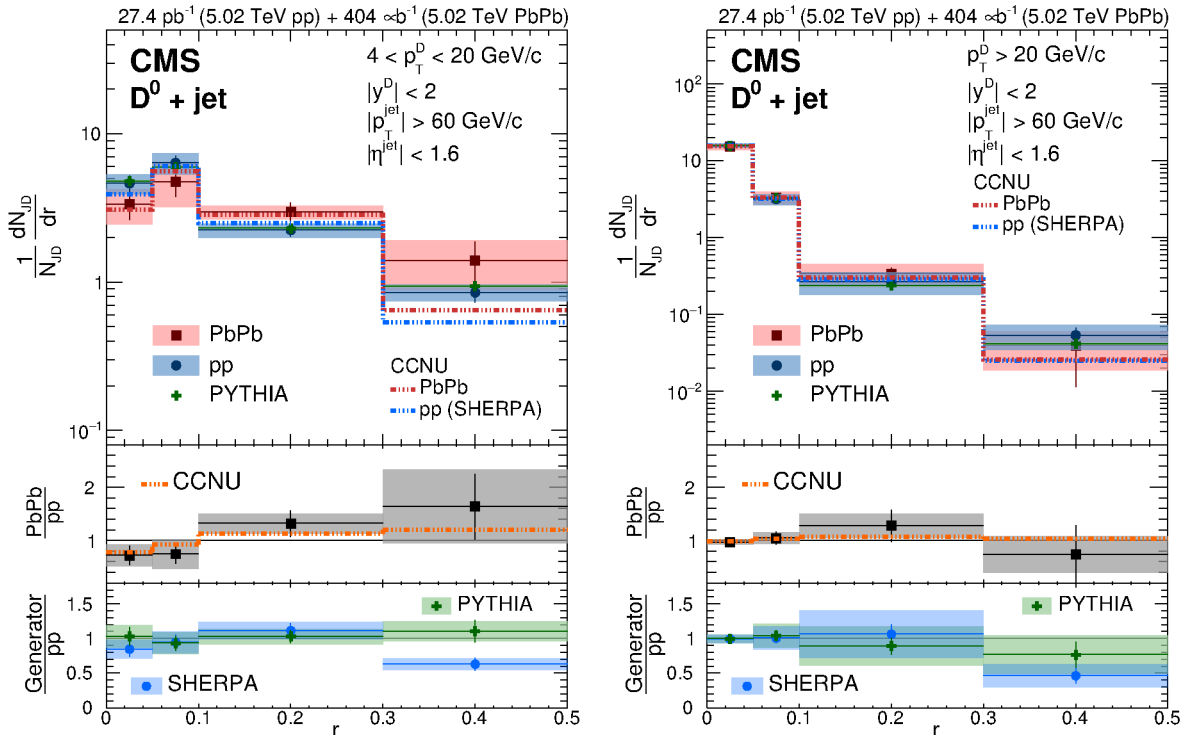 27.4 pb⁻¹ (5.02 TeV pp) + 404 ∝b⁻¹ (5.02 TeV PbPb)
CMS
D⁰ + jet
4 < p_T^D < 20 GeV/c
|y^D| < 2
|p_T^jet| > 60 GeV/c
|η^jet| < 1.6
1/N_JD dN_JD/dr
10
1
10⁻¹
PbPb
pp
PYTHIA
CCNU
PbPb
pp (SHERPA)
PbPb/pp
2
1
CCNU
Generator/pp
1.5
1
0.5
0
PYTHIA
SHERPA
0 0.1 0.2 0.3 0.4 0.5
r
27.4 pb⁻¹ (5.02 TeV pp) + 404 ∝b⁻¹ (5.02 TeV PbPb)
CMS
D⁰ + jet
p_T^D > 20 GeV/c
|y^D| < 2
|p_T^jet| > 60 GeV/c
|η^jet| < 1.6
CCNU
PbPb
pp (SHERPA)
1/N_JD dN_JD/dr
10²
10
1
10⁻¹
10⁻²
PbPb
pp
PYTHIA
PbPb/pp
2
1
CCNU
Generator/pp
1.5
1
0.5
0
PYTHIA
SHERPA
0 0.1 0.2 0.3 0.4 0.5
r